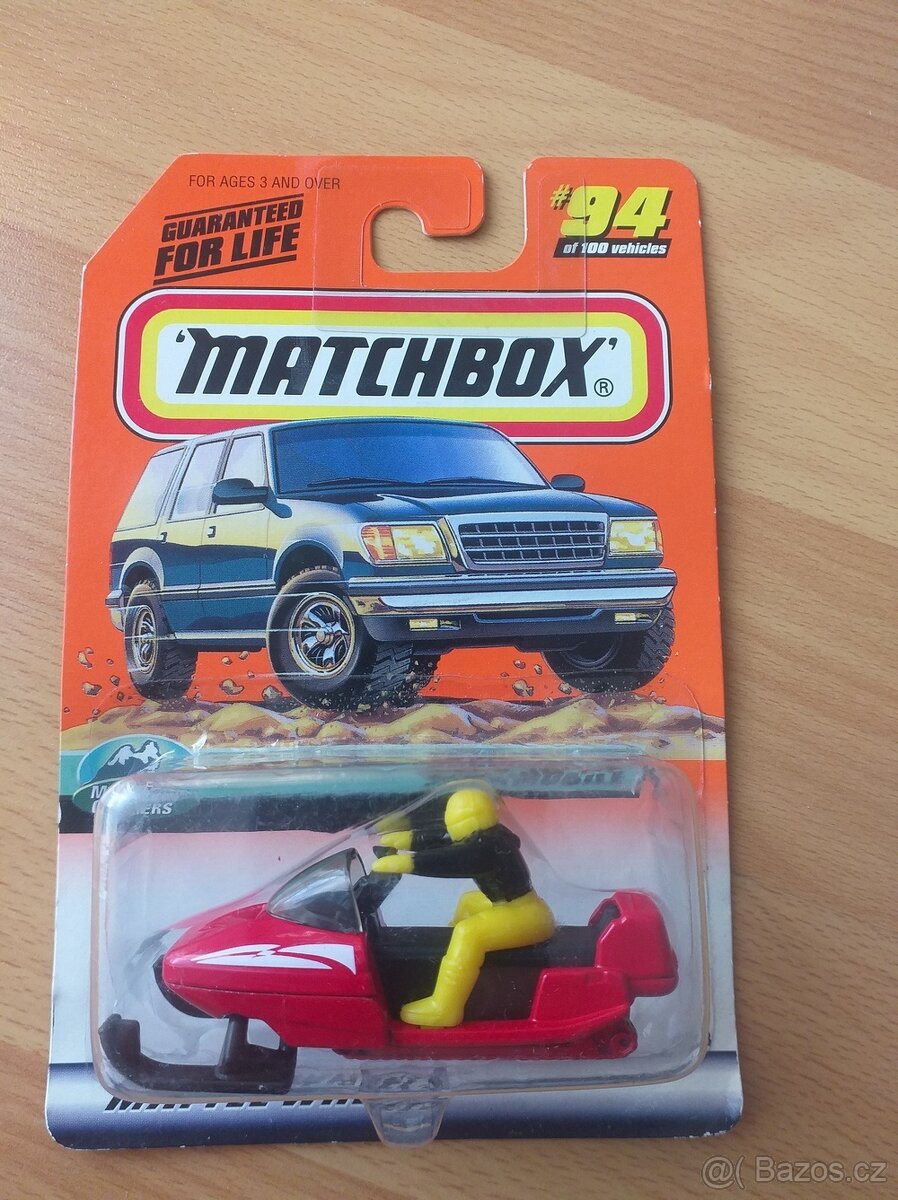 FOR AGES 3 AND OVER
GUARANTEED
FOR LIFE
#94
of 100 vehicles
'MATCHBOX'®
@( Bazos.cz